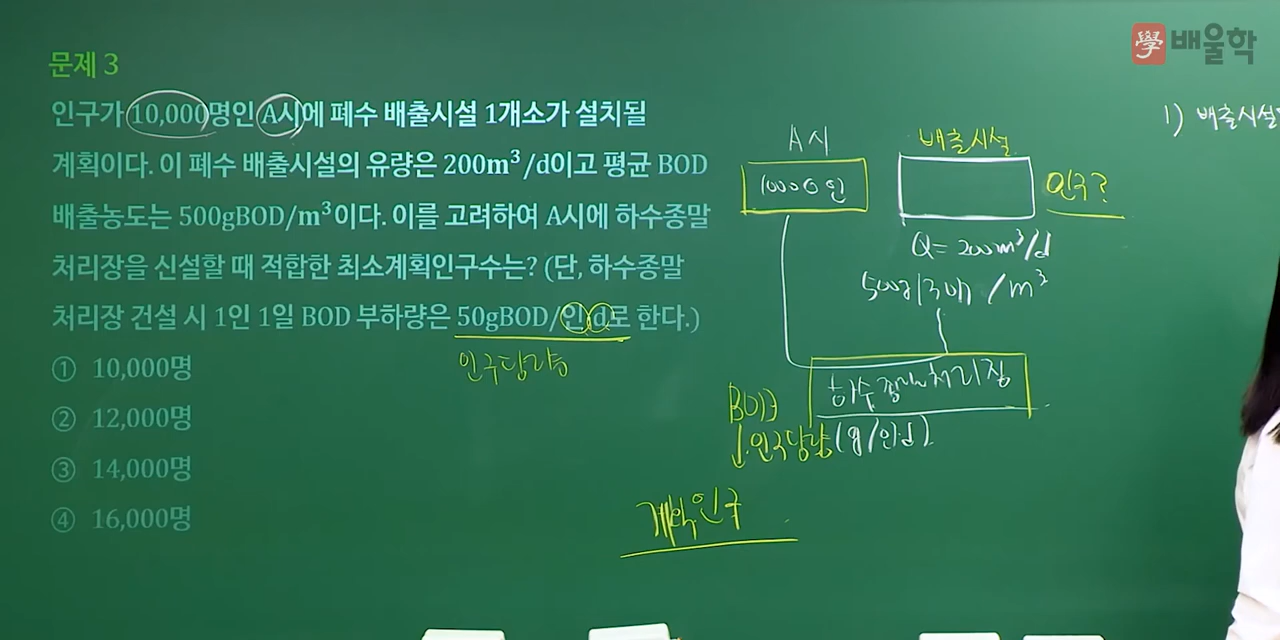 學 배울학
문제 3
인구가 10,000명인 A시에 폐수 배출시설 1개소가 설치될
계획이다. 이 폐수 배출시설의 유량은 200m³/d이고 평균 BOD
배출농도는 500gBOD/m³이다. 이를 고려하여 A시에 하수종말
처리장을 신설할 때 적합한 최소계획인구수는? (단, 하수종말
처리장 건설 시 1인 1일 BOD 부하량은 50gBOD/인d로 한다.)
인구당량
① 10,000명
② 12,000명
③ 14,000명
④ 16,000명
A시
10000인
배출시설
인구?
Q= 200m³/d
/m³
하수종말처리장
인구당량(g/인d)
계획인구
1) 배출시설